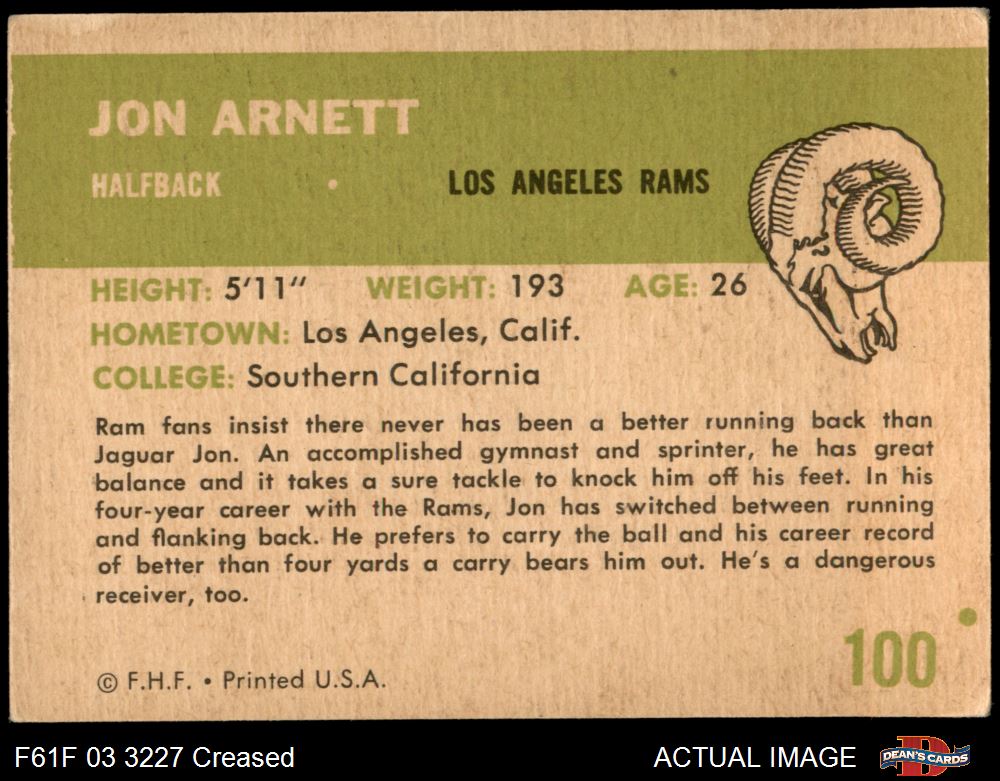 JON ARNETT
HALFBACK
LOS ANGELES RAMS
HEIGHT: 5'11" WEIGHT: 193 AGE: 26
HOMETOWN: Los Angeles, Calif.
COLLEGE: Southern California
Ram fans insist there never has been a better running back than
Jaguar Jon. An accomplished gymnast and sprinter, he has great
balance and it takes a sure tackle to knock him off his feet. In his
four-year career with the Rams, Jon has switched between running
and flanking back. He prefers to carry the ball and his career record
of better than four yards a carry bears him out. He's a dangerous
receiver, too.
100
© F.H.F. • Printed U.S.A.
F61F 03 3227 Creased
ACTUAL IMAGE
D
DEAN'S CARDS